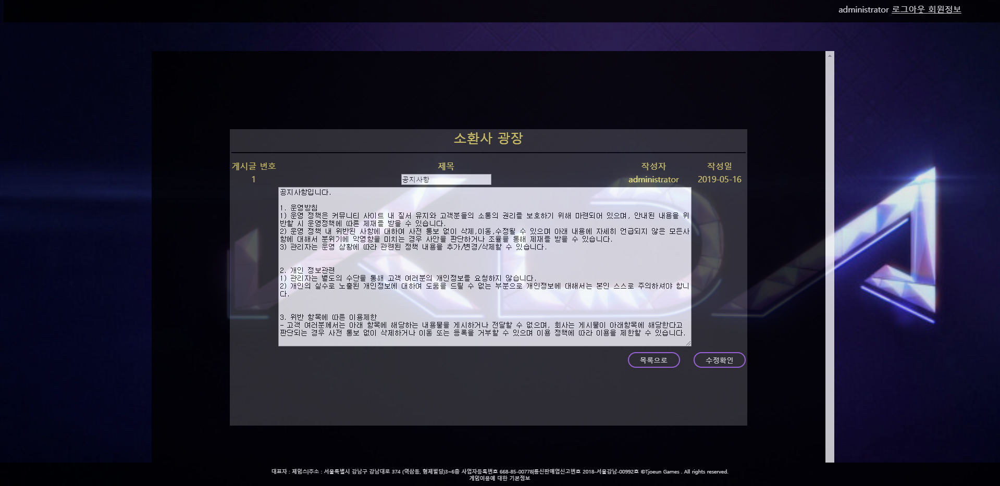 administrator 로그아웃 회원정보
소환사 광장
게시글 번호 제목 작성자 작성일
1 공지사항 administrator 2019-05-16
공지사항입니다.
1. 운영방침
1) 운영 정책은 커뮤니티 사이트 내 질서 유지와 고객분들의 소통의 권리를 보호하기 위해 마련되어 있으며, 안내된 내용을 위
반할 시 운영정책에 따른 제재를 받을 수 있습니다.
2) 운영 정책 내 위반된 사항에 대하여 사전 통보 없이 삭제,이동,수정될 수 있으며 아래 내용에 자세히 언급되지 않은 모든사
항에 대해서 분위기에 악영향을 미치는 경우 사안을 판단하거나 조율을 통해 제재를 받을 수 있습니다.
3) 관리자는 운영 상황에 따라 관련된 정책 내용을 추가/변경/삭제할 수 있습니다.
2. 개인 정보관련
1) 관리자는 별도의 수단을 통해 고객 여러분의 개인정보를 요청하지 않습니다.
2) 개인의 실수로 노출된 개인정보에 대하여 도움을 드릴 수 없는 부분으로 개인정보에 대해서는 본인 스스로 주의하셔야 합니
다.
3. 위반 항목에 따른 이용제한
- 고객 여러분께서는 아래 항목에 해당하는 내용물을 게시하거나 전달할 수 없으며, 회사는 게시물이 아래항목에 해당한다고
판단되는 경우 사전 통보 없이 삭제하거나 이동 또는 등록을 거부할 수 있으며 이용 정책에 따라 이용을 제한할 수 있습니다.
목록으로 수정확인
대표자 : 제임스|주소 : 서울특별시 강남구 강남대로 374 (역삼동, 형제빌딩)3~6층 사업자등록번호 668-85-00778|통신판매업신고번호 2018-서울강남-00992호 ©Tjoeun Games . All rights reserved.
게임이용에 대한 기본정보